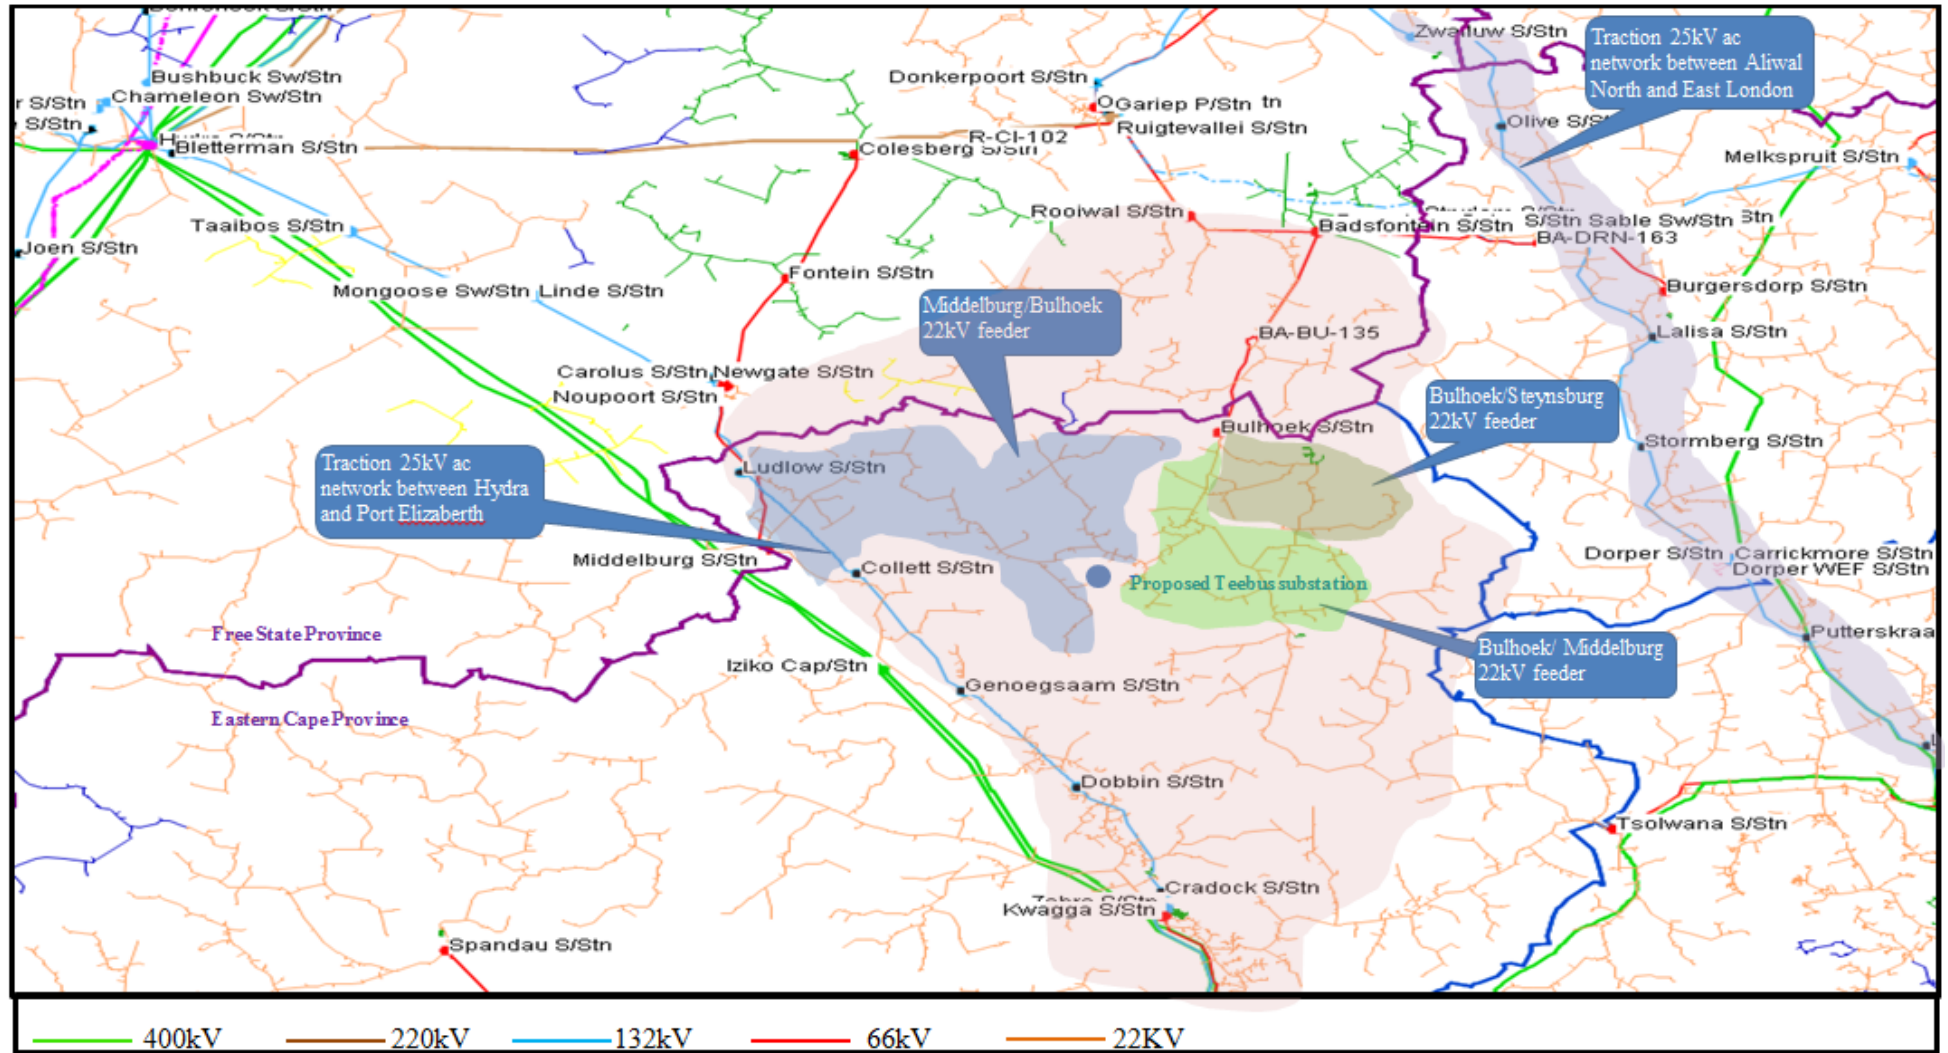 Zwartluw S/Stn
Traction 25kV ac
network between Aliwal
North and East London
Bushbuck Sw/Stn
Donkerpoort S/Stn
Chameleon Sw/Stn
r S/Stn
Gariep P/Stn
tn
S/Stn
Olive S/
Ruigtevallei S/Stn
R-CI-102
Bletterman S/Stn
Colesberg S/Stn
Melkspruit S/Stn
Rooiwal S/Stn
Taaibos S/Stn
Badsfontein S/Stn
S/Stn Sable Sw/Stn
Stn
BA-DRN-163
Joen S/Stn
Fontein S/Stn
Mongoose Sw/Stn
Linde S/Stn
Burgersdorp S/Stn
Middelburg/Bulhoek
22kV feeder
BA-BU-135
Lalisa S/Stn
Carolus S/Stn
Newgate S/Stn
Noupoort S/Stn
Bulhoek/Steynsburg
22kV feeder
Bulhoek S/Stn
Stormberg S/Stn
Traction 25kV ac
network between Hydra
and Port Elizaberth
Ludlow S/Stn
Middelburg S/Stn
Collett S/Stn
Dorper S/Stn
Carrickmore S/Stn
Dorper WEF S/Stn
Proposed Teebus substation
Free State Province
Putterskraa
Bulhoek/ Middelburg
22kV feeder
Iziko Cap/Stn
Genoegsaam S/Stn
Eastern Cape Province
Dobbin S/Stn
Tsolwana S/Stn
Cradock S/Stn
Kwagga S/Stn
Spandau S/Stn
400kV
220kV
132kV
66kV
22KV